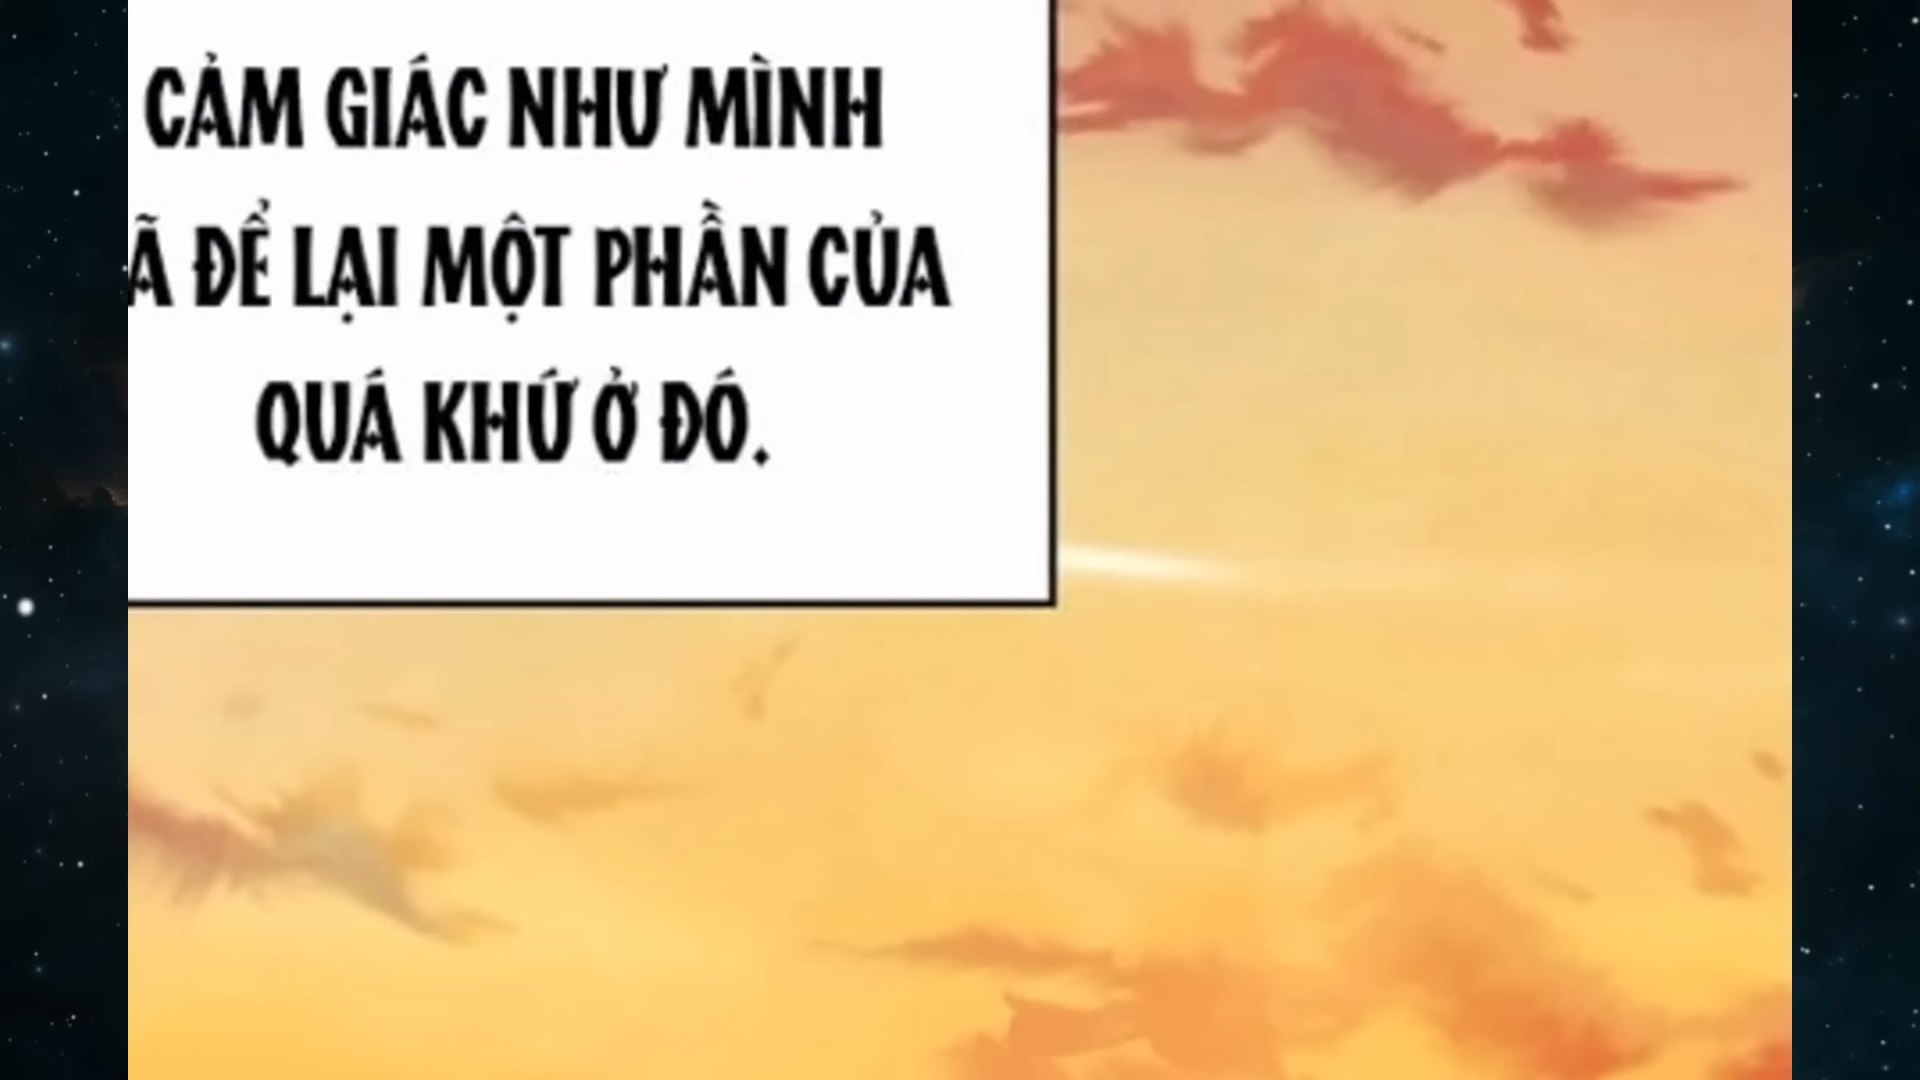 CẢM GIÁC NHƯ MÌNH
Ã ĐỂ LẠI MỘT PHẦN CỦA
QUÁ KHỨ Ở ĐÓ.